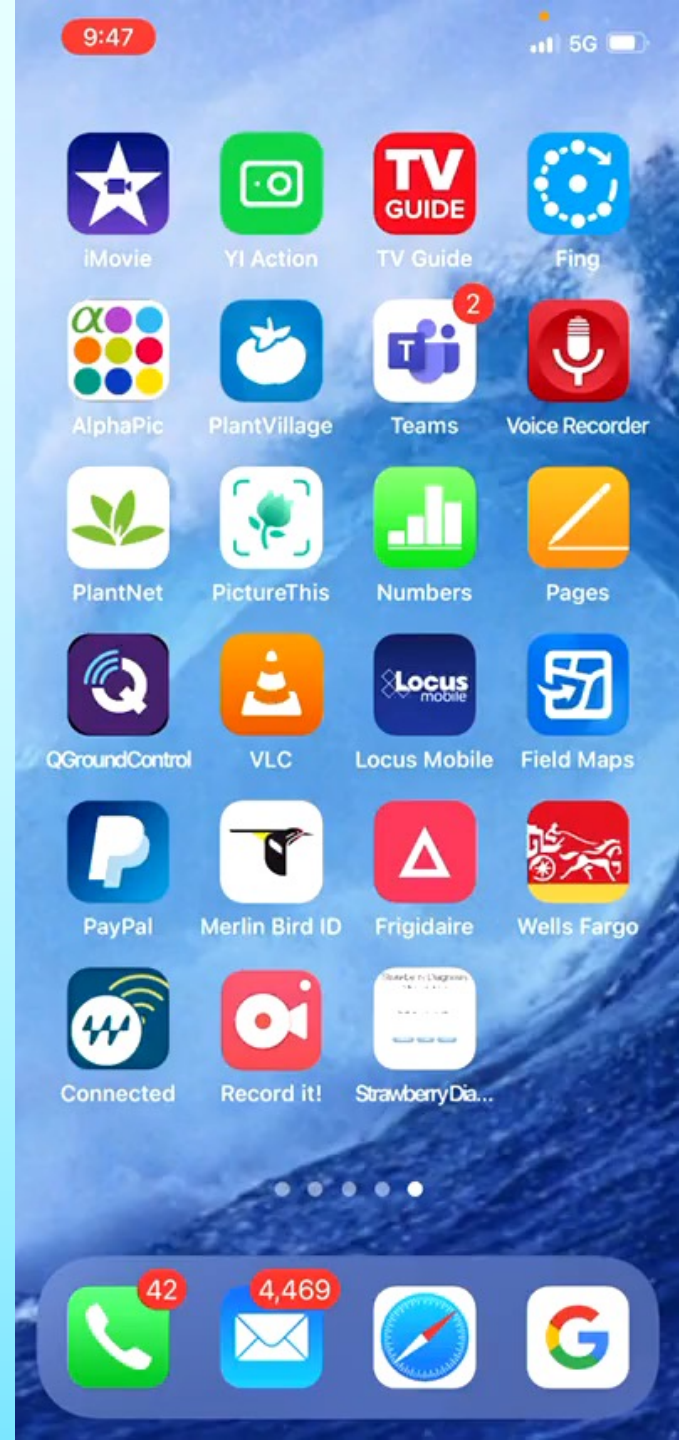 9:47
5G
TV
GUIDE
iMovie
YI Action
TV Guide
Fing
α
2
T
AlphaPic
PlantVillage
Teams
Voice Recorder
PlantNet
PictureThis
Numbers
Pages
Locus
mobile
QGroundControl
VLC
Locus Mobile
Field Maps
PayPal
Merlin Bird ID
Frigidaire
Wells Fargo
Strawberry Diagnosis
Connected
Record it!
StrawberryDia...
42
4,469